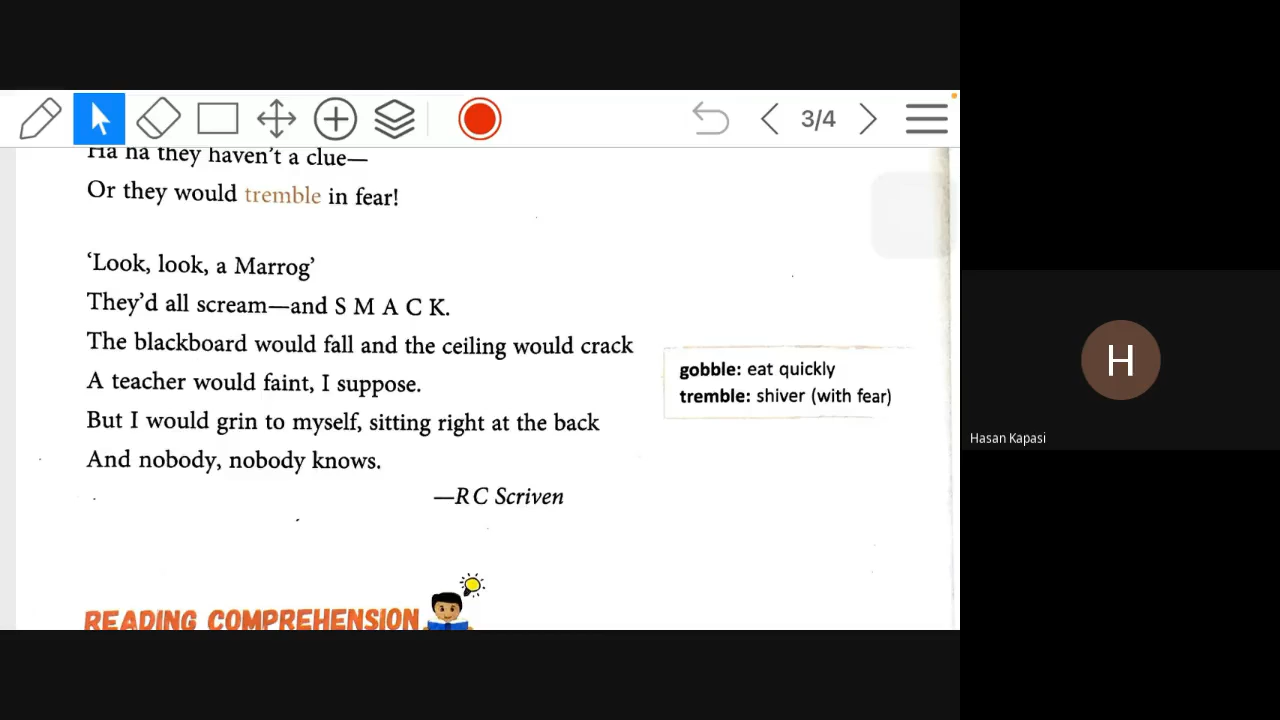 3/4
Ha ha they haven't a clue—
Or they would tremble in fear!
'Look, look, a Marrog'
They'd all scream—and S M A C K.
The blackboard would fall and the ceiling would crack
A teacher would faint, I suppose.
But I would grin to myself, sitting right at the back
And nobody, nobody knows.
—R C Scriven
gobble: eat quickly
tremble: shiver (with fear)
READING COMPREHENSION
H
Hasan Kapasi